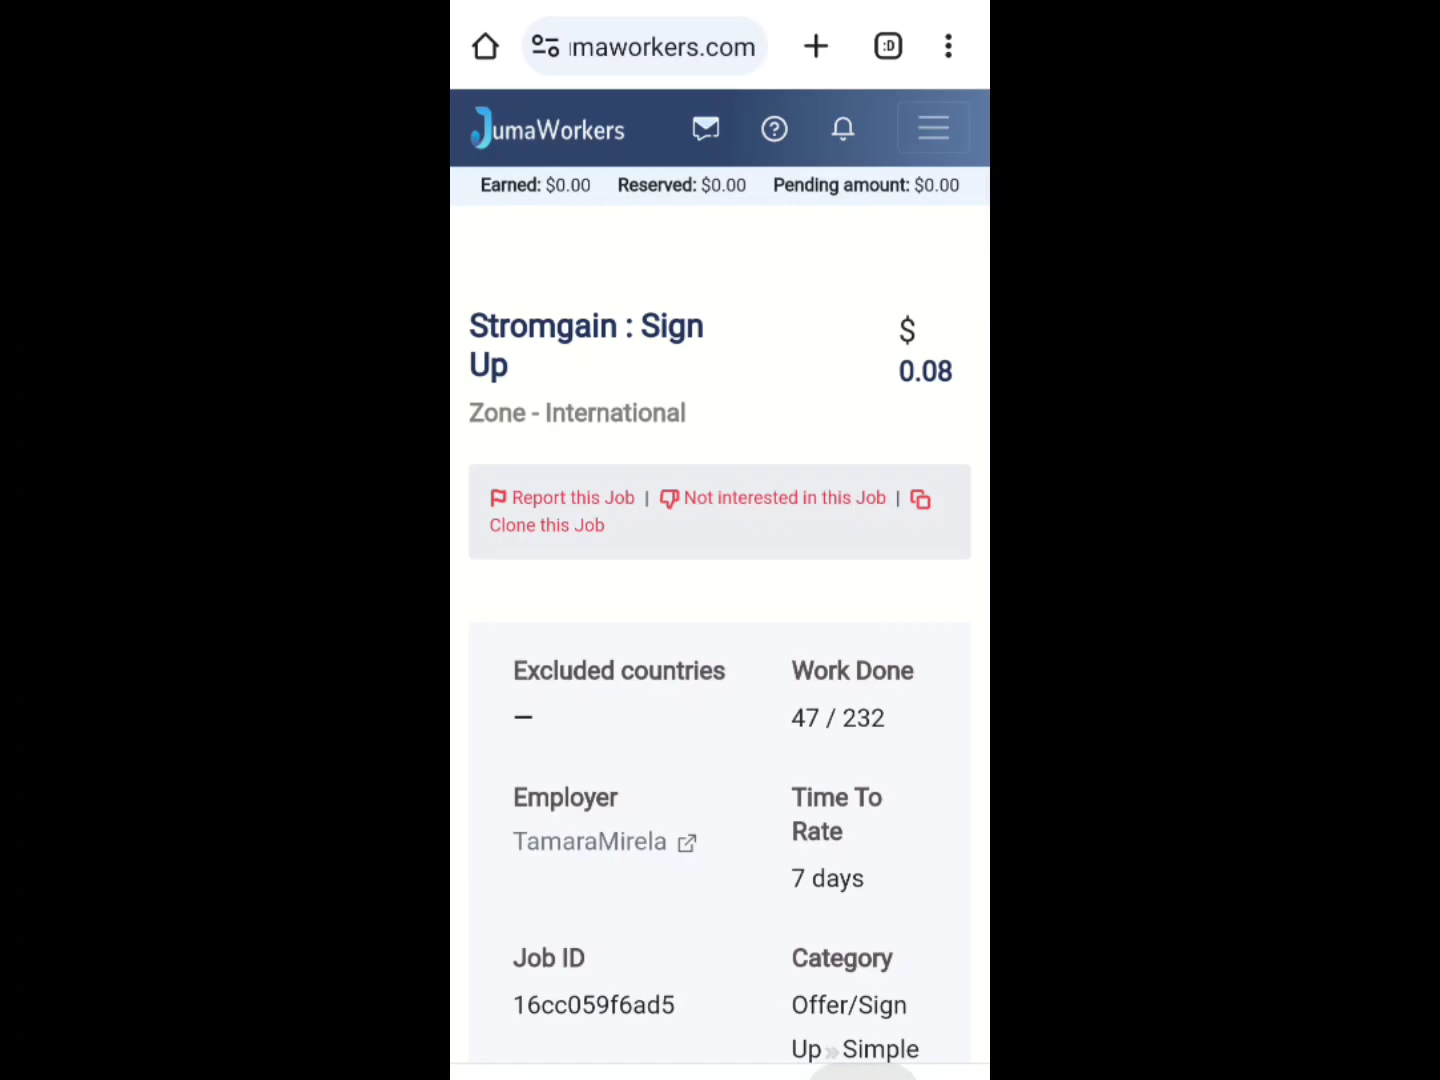 maworkers.com
:D
JumaWorkers
Earned: $0.00 Reserved: $0.00 Pending amount: $0.00
Stromgain : Sign
Up
$
0.08
Zone - International
Report this Job | Not interested in this Job |
Clone this Job
Excluded countries
—
Work Done
47 / 232
Employer
TamaraMirela
Time To
Rate
7 days
Job ID
16cc059f6ad5
Category
Offer/Sign
Up » Simple